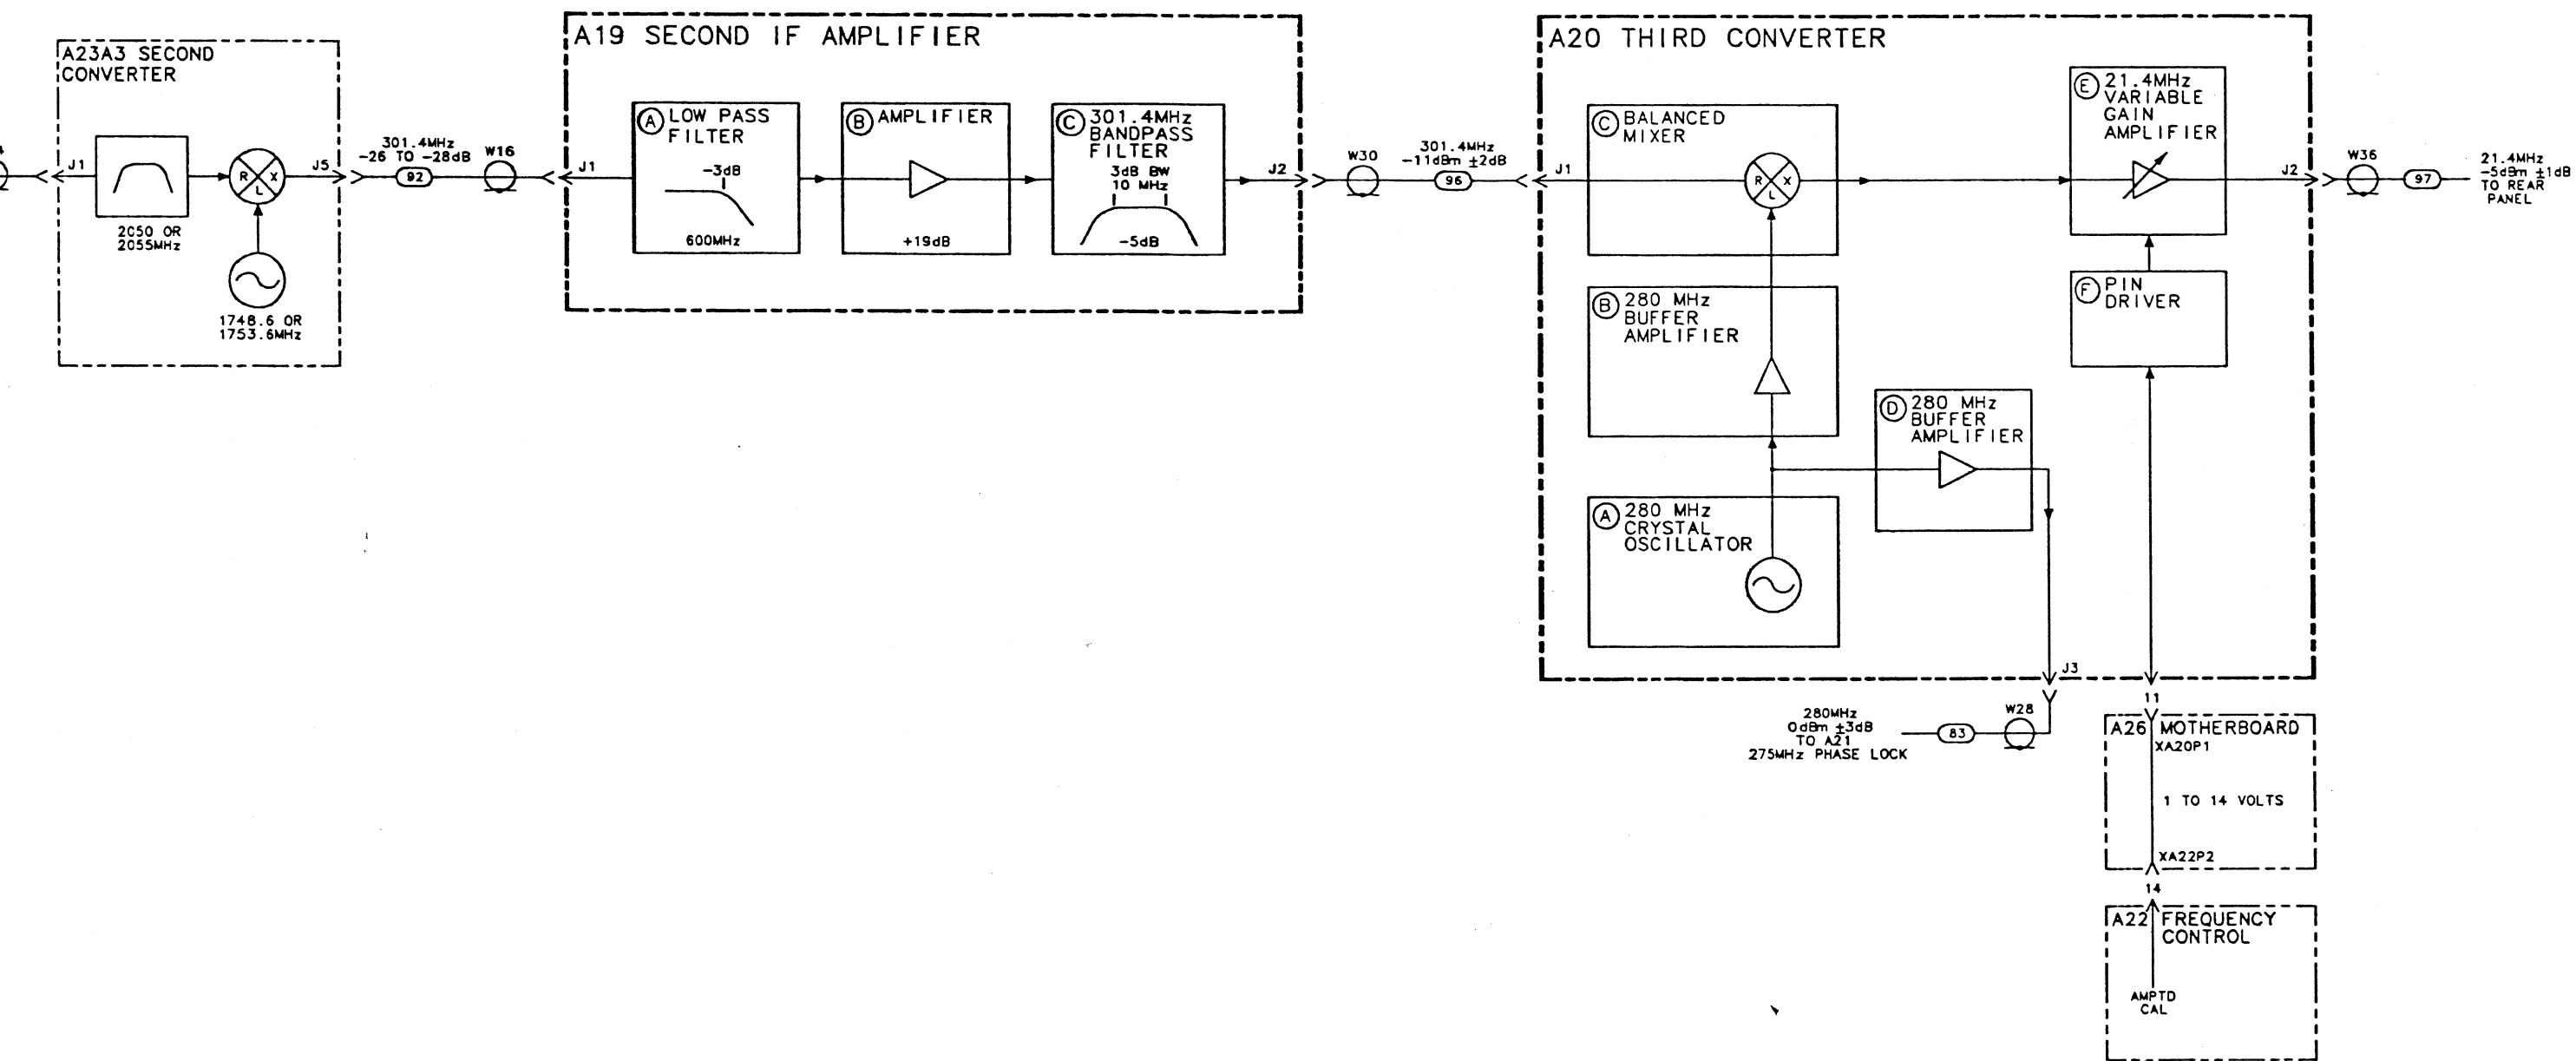 A23A3 SECOND
CONVERTER
J1
2050 OR
2055MHz
R
L
X
1748.6 OR
1753.6MHz
J5
301.4MHz
-26 TO -28dB
92
W16
A19 SECOND IF AMPLIFIER
J1
A LOW PASS
FILTER
-3dB
600MHz
B AMPLIFIER
+19dB
C 301.4MHz
BANDPASS
FILTER
3dB BW
10 MHz
-5dB
J2
W30
301.4MHz
-11dBm ±2dB
96
A20 THIRD CONVERTER
J1
C BALANCED
MIXER
R
L
X
B 280 MHz
BUFFER
AMPLIFIER
A 280 MHz
CRYSTAL
OSCILLATOR
D 280 MHz
BUFFER
AMPLIFIER
E 21.4MHz
VARIABLE
GAIN
AMPLIFIER
F PIN
DRIVER
J2
W36
97
21.4MHz
-5dBm ±1dB
TO REAR
PANEL
J3
W28
83
280MHz
0dBm ±3dB
TO A21
275MHz PHASE LOCK
11
A26 MOTHERBOARD
XA20P1
1 TO 14 VOLTS
XA22P2
14
A22 FREQUENCY
CONTROL
AMPTD
CAL